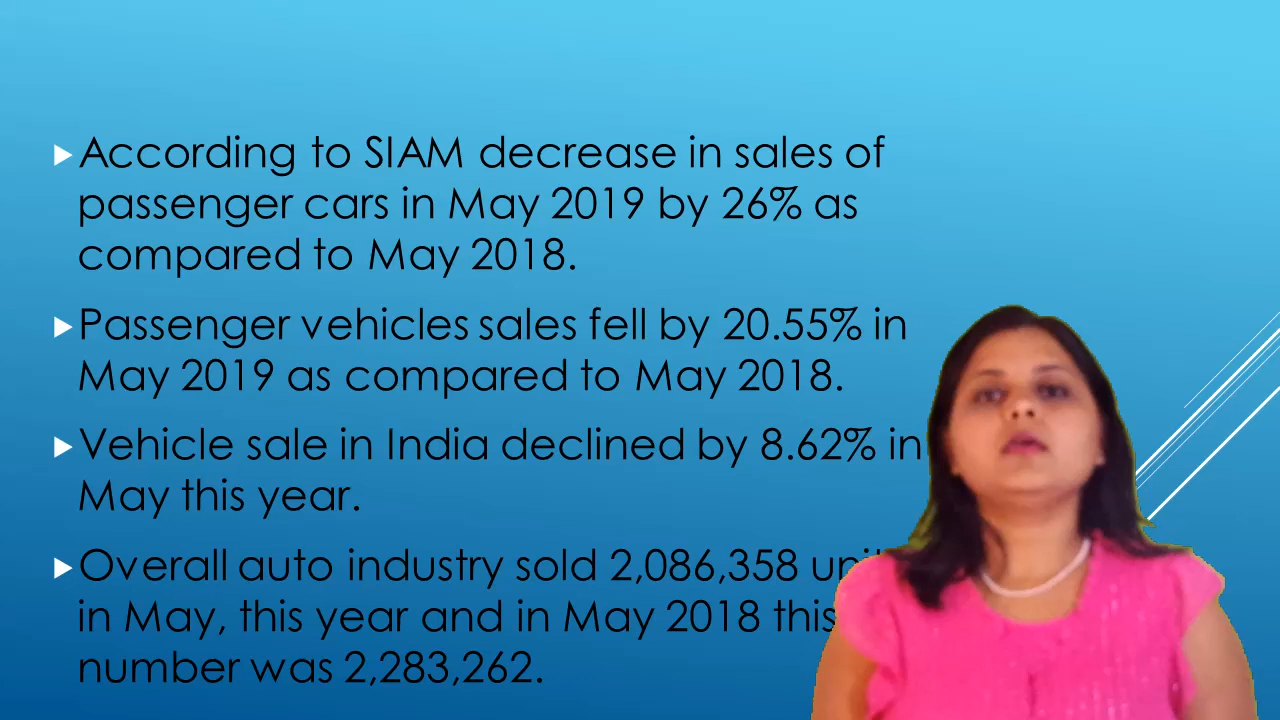 According to SIAM decrease in sales of
passenger cars in May 2019 by 26% as
compared to May 2018.
Passenger vehicles sales fell by 20.55% in
May 2019 as compared to May 2018.
Vehicle sale in India declined by 8.62% in
May this year.
Overall auto industry sold 2,086,358
in May, this year and in May 2018 this
number was 2,283,262.